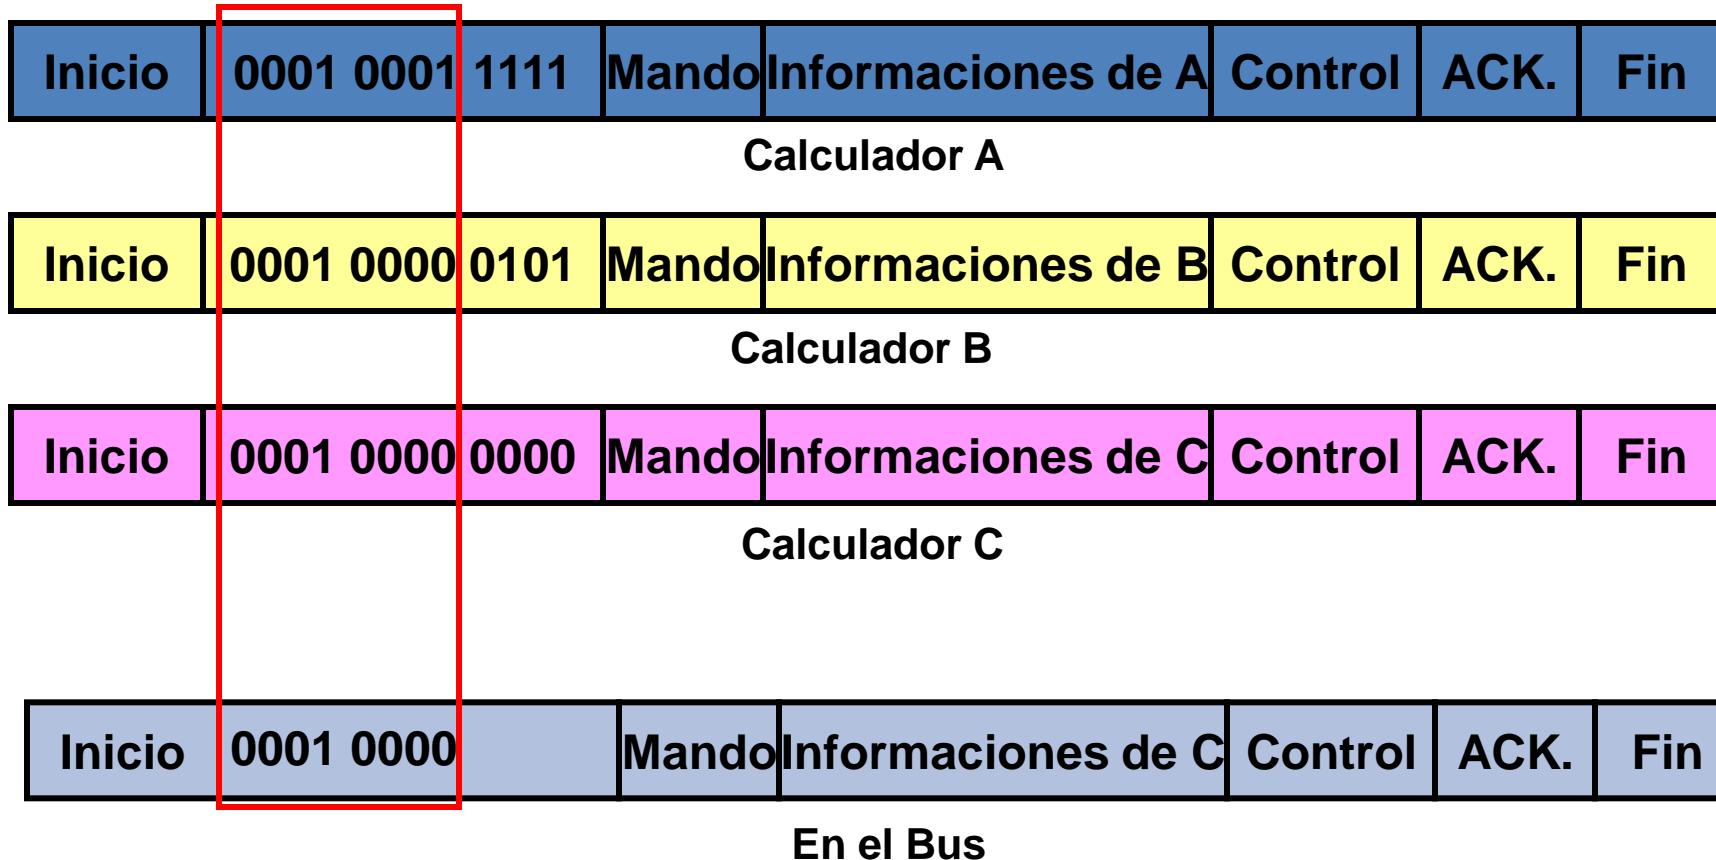 Inicio 0001 0001 1111 Mando Informaciones de A Control ACK. Fin
Calculador A
Inicio 0001 0000 0101 Mando Informaciones de B Control ACK. Fin
Calculador B
Inicio 0001 0000 0000 Mando Informaciones de C Control ACK. Fin
Calculador C
Inicio 0001 0000 Mando Informaciones de C Control ACK. Fin
En el Bus